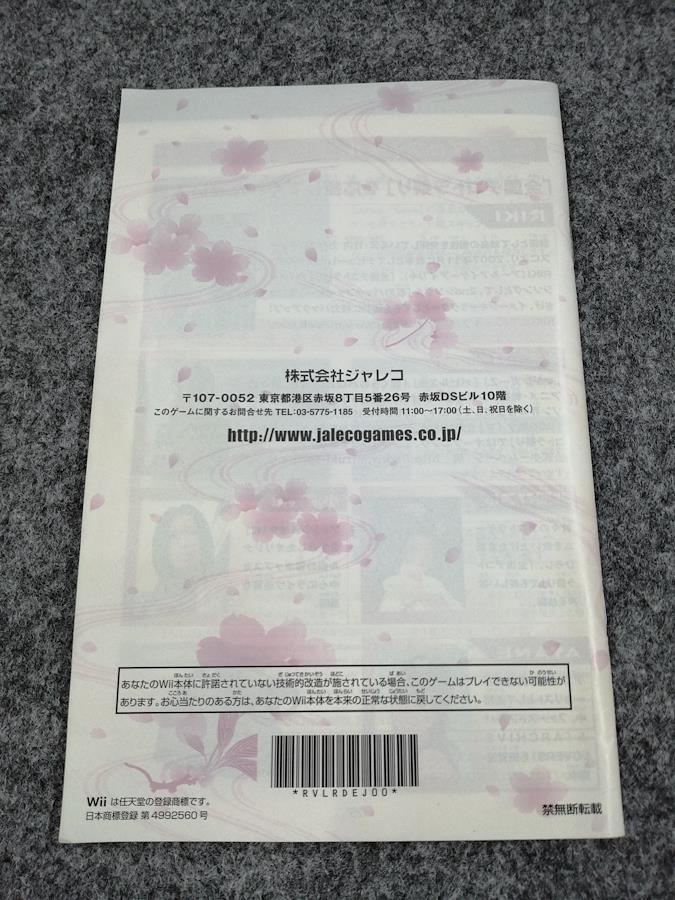 株式会社ジャレコ
〒107-0052 東京都港区赤坂8丁目5番26号 赤坂DSビル10階
このゲームに関するお問合せ先 TEL:03-5775-1185 受付時間 11:00〜17:00(土、日、祝日を除く)
http://www.jalecogames.co.jp/
あなたのWii本体に許諾されていない技術的改造が施されている場合、このゲームはプレイできない可能性が
あります。お心当たりのある方は、あなたのWii本体を本来の正常な状態に戻してください。
*RVLRDEJ00*
Wii は任天堂の登録商標です。
日本商標登録 第4992560号
禁無断転載